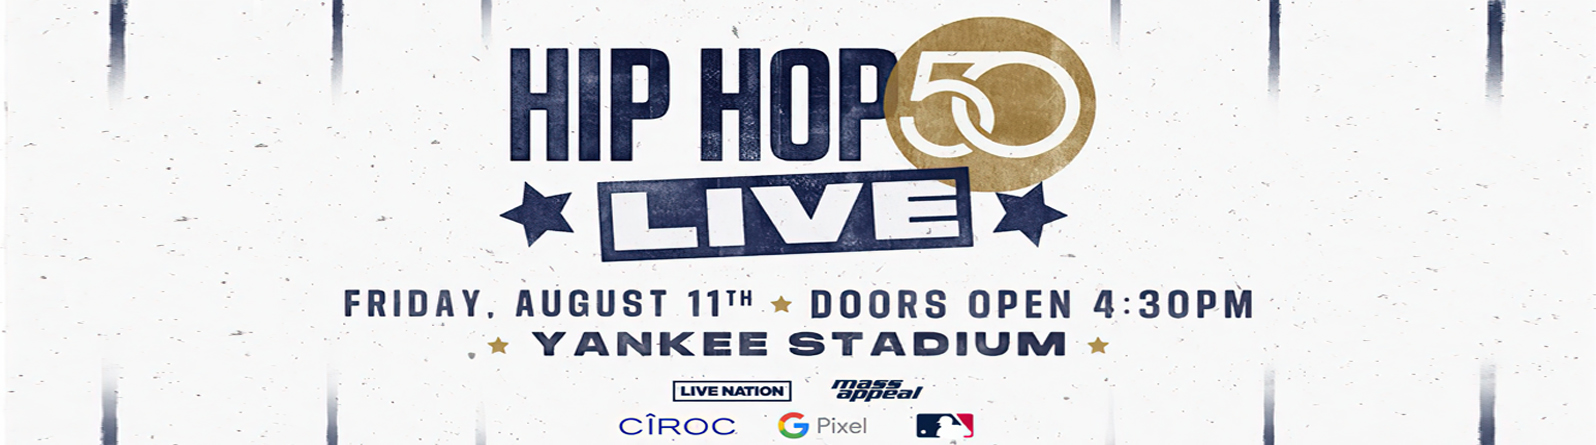 HIP HOP 50
LIVE
FRIDAY, AUGUST 11TH ★ DOORS OPEN 4:30PM
★ YANKEE STADIUM ★
LIVE NATION mass appeal
CÎROC G Pixel